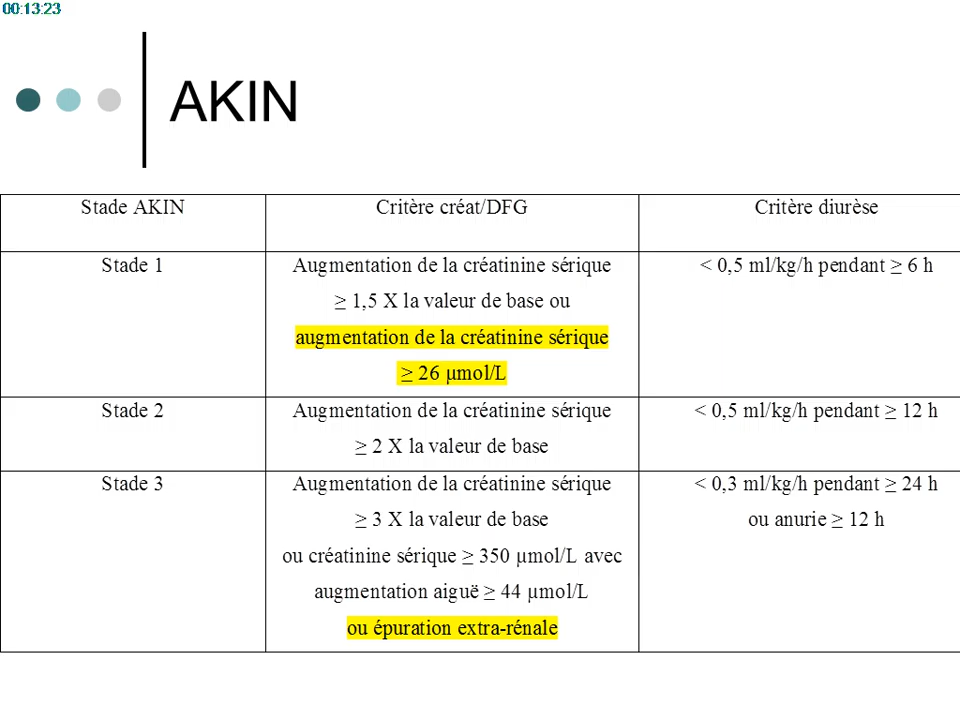 00:13:23
AKIN
Stade AKIN
Critère créat/DFG
Critère diurèse
Stade 1
Augmentation de la créatinine sérique
≥ 1,5 X la valeur de base ou
augmentation de la créatinine sérique
≥ 26 µmol/L
< 0,5 ml/kg/h pendant ≥ 6 h
Stade 2
Augmentation de la créatinine sérique
≥ 2 X la valeur de base
< 0,5 ml/kg/h pendant ≥ 12 h
Stade 3
Augmentation de la créatinine sérique
≥ 3 X la valeur de base
ou créatinine sérique ≥ 350 µmol/L avec
augmentation aiguë ≥ 44 µmol/L
ou épuration extra-rénale
< 0,3 ml/kg/h pendant ≥ 24 h
ou anurie ≥ 12 h